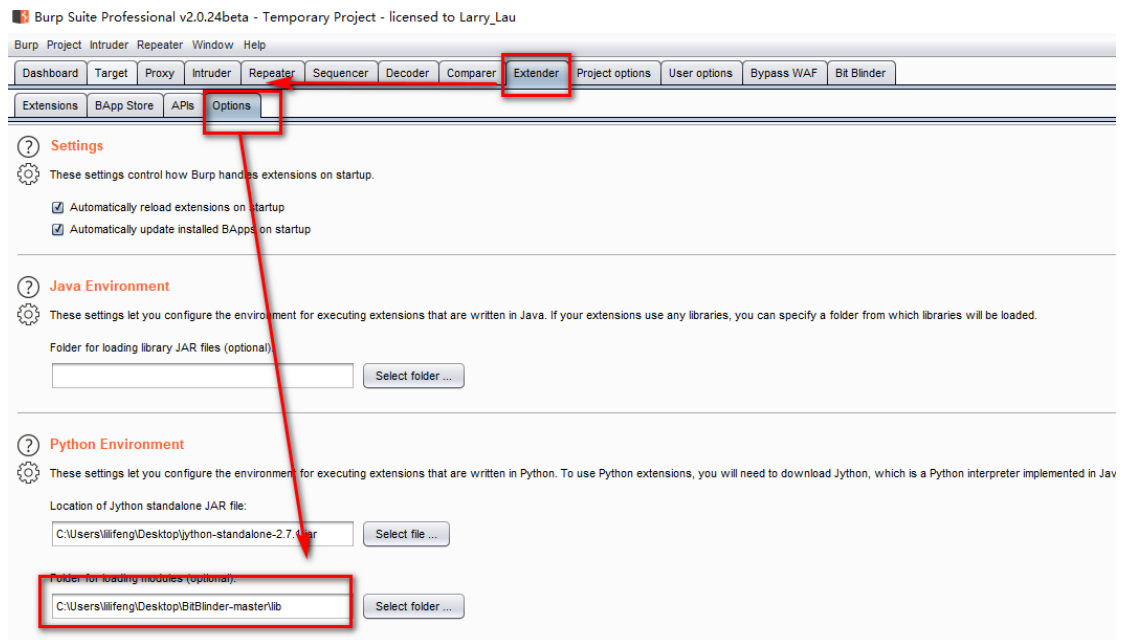 Burp Suite Professional v2.0.24beta - Temporary Project - licensed to Larry_Lau
Burp Project Intruder Repeater Window Help
Dashboard Target Proxy Intruder Repeater Sequencer Decoder Comparer Extender Project options User options Bypass WAF Bit Blinder
Extensions BApp Store APIs Options
? Settings
These settings control how Burp handles extensions on startup.
Automatically reload extensions on startup
Automatically update installed BApps on startup
? Java Environment
These settings let you configure the environment for executing extensions that are written in Java. If your extensions use any libraries, you can specify a folder from which libraries will be loaded.
Folder for loading library JAR files (optional):
Select folder ...
? Python Environment
These settings let you configure the environment for executing extensions that are written in Python. To use Python extensions, you will need to download Jython, which is a Python interpreter implemented in Jav
Location of Jython standalone JAR file:
Select file ...
Folder for loading modules (optional):
C:\Users\lilifeng\Desktop\BitBlinder-master\lib Select folder ...